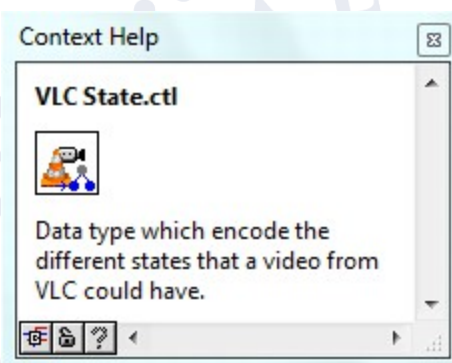 Context Help
VLC State.ctl
Data type which encode the
different states that a video from
VLC could have.